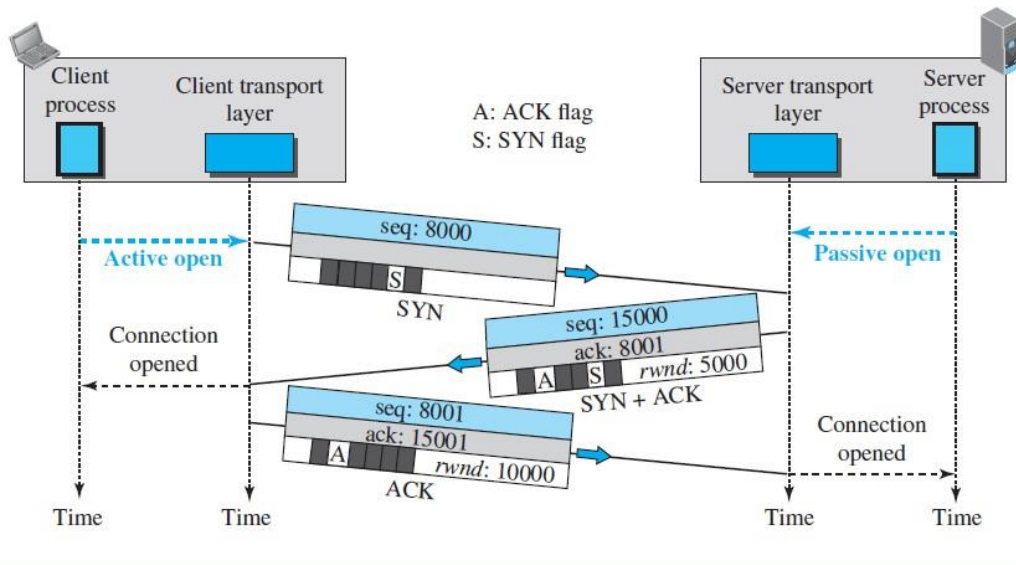 Client
process
Client transport
layer
A: ACK flag
S: SYN flag
Server transport
layer
Server
process
Active open
Passive open
seq: 8000
S
SYN
seq: 15000
ack: 8001
A S rwnd: 5000
SYN + ACK
Connection
opened
seq: 8001
ack: 15001
A rwnd: 10000
ACK
Connection
opened
Time
Time
Time
Time